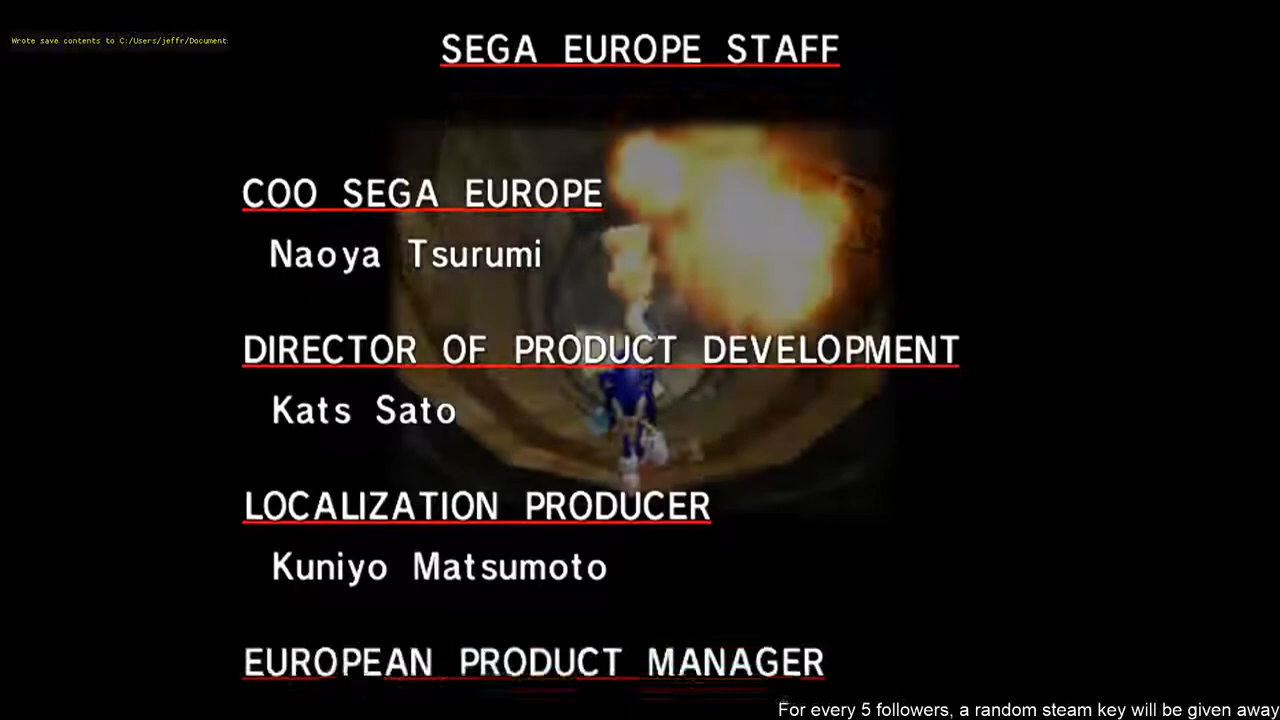 Wrote save contents to C:/Users/jeffr/Document
SEGA EUROPE STAFF
COO SEGA EUROPE
Naoya Tsurumi
DIRECTOR OF PRODUCT DEVELOPMENT
Kats Sato
LOCALIZATION PRODUCER
Kuniyo Matsumoto
EUROPEAN PRODUCT MANAGER
For every 5 followers, a random steam key will be given away